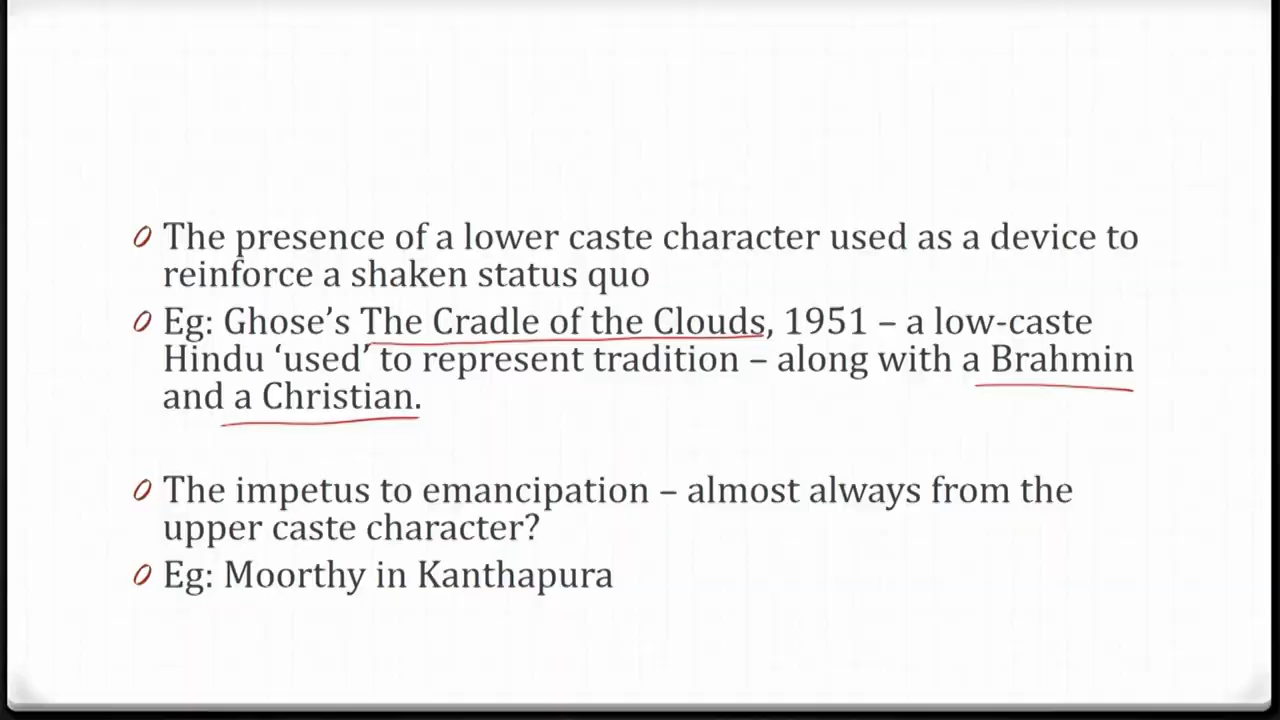 The presence of a lower caste character used as a device to
reinforce a shaken status quo
Eg: Ghose’s The Cradle of the Clouds, 1951 – a low-caste
Hindu ‘used’ to represent tradition – along with a Brahmin
and a Christian.
The impetus to emancipation – almost always from the
upper caste character?
Eg: Moorthy in Kanthapura